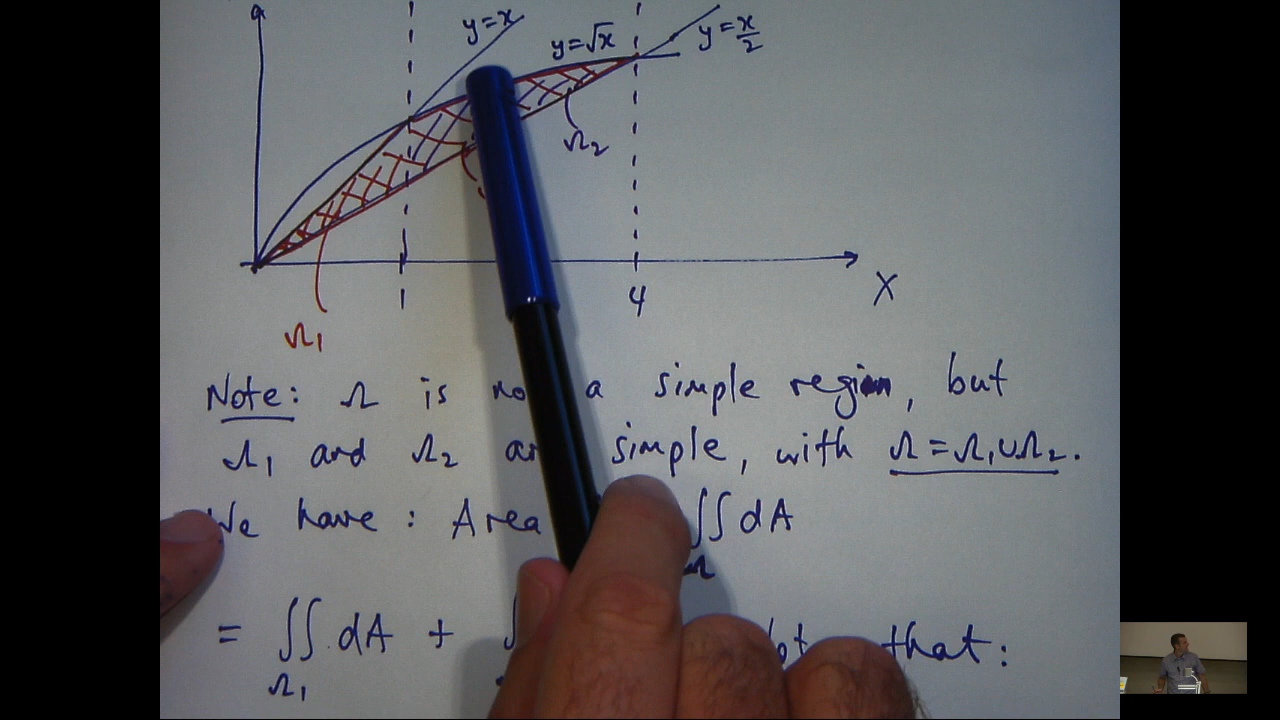 y=x
y=√x
y=x/2
Ω2
1
4
X
Ω1
Note: Ω is a simple region, but
Ω1 and Ω2 simple, with Ω=Ω1∪Ω2.
We have: Area ∬ dA
Ω
= ∬ dA + that:
Ω1